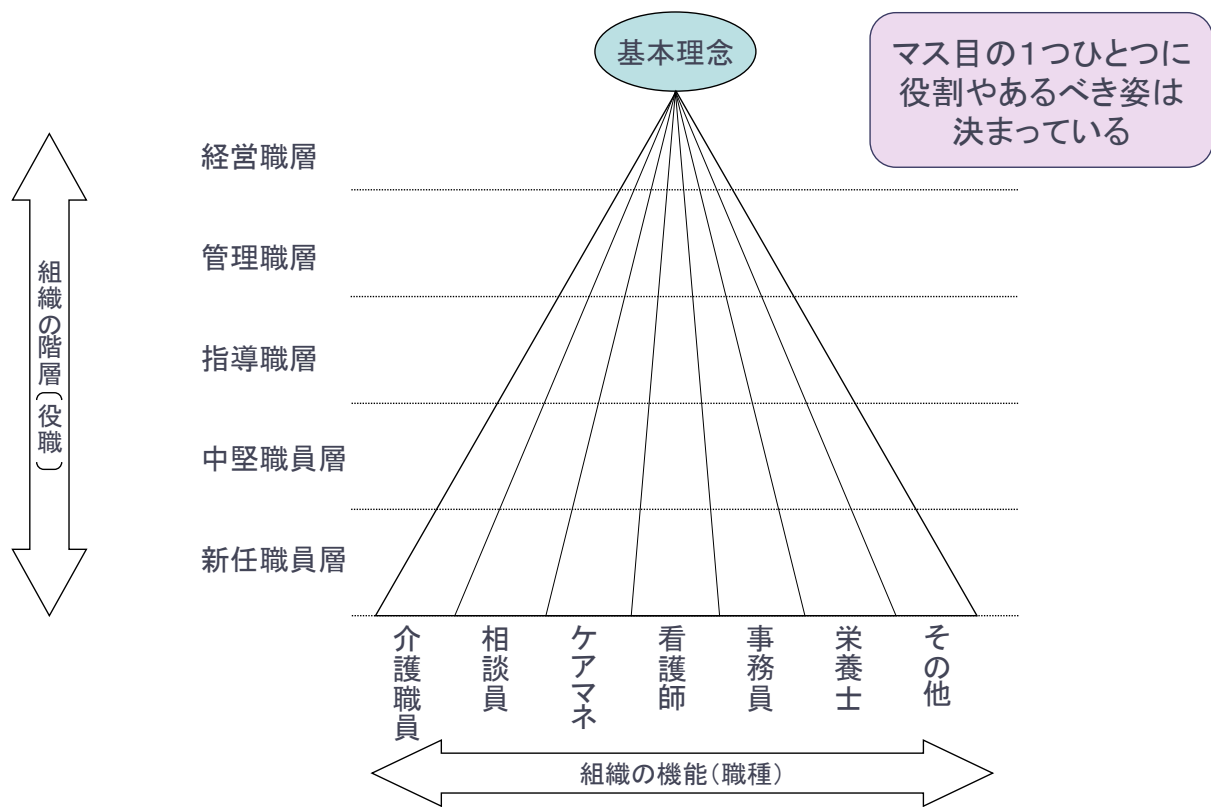 基本理念
マス目の１つひとつに
役割やあるべき姿は
決まっている
経営職層
管理職層
指導職層
中堅職員層
新任職員層
組織の階層(役職)
介護職員
相談員
ケアマネ
看護師
事務員
栄養士
その他
組織の機能(職種)